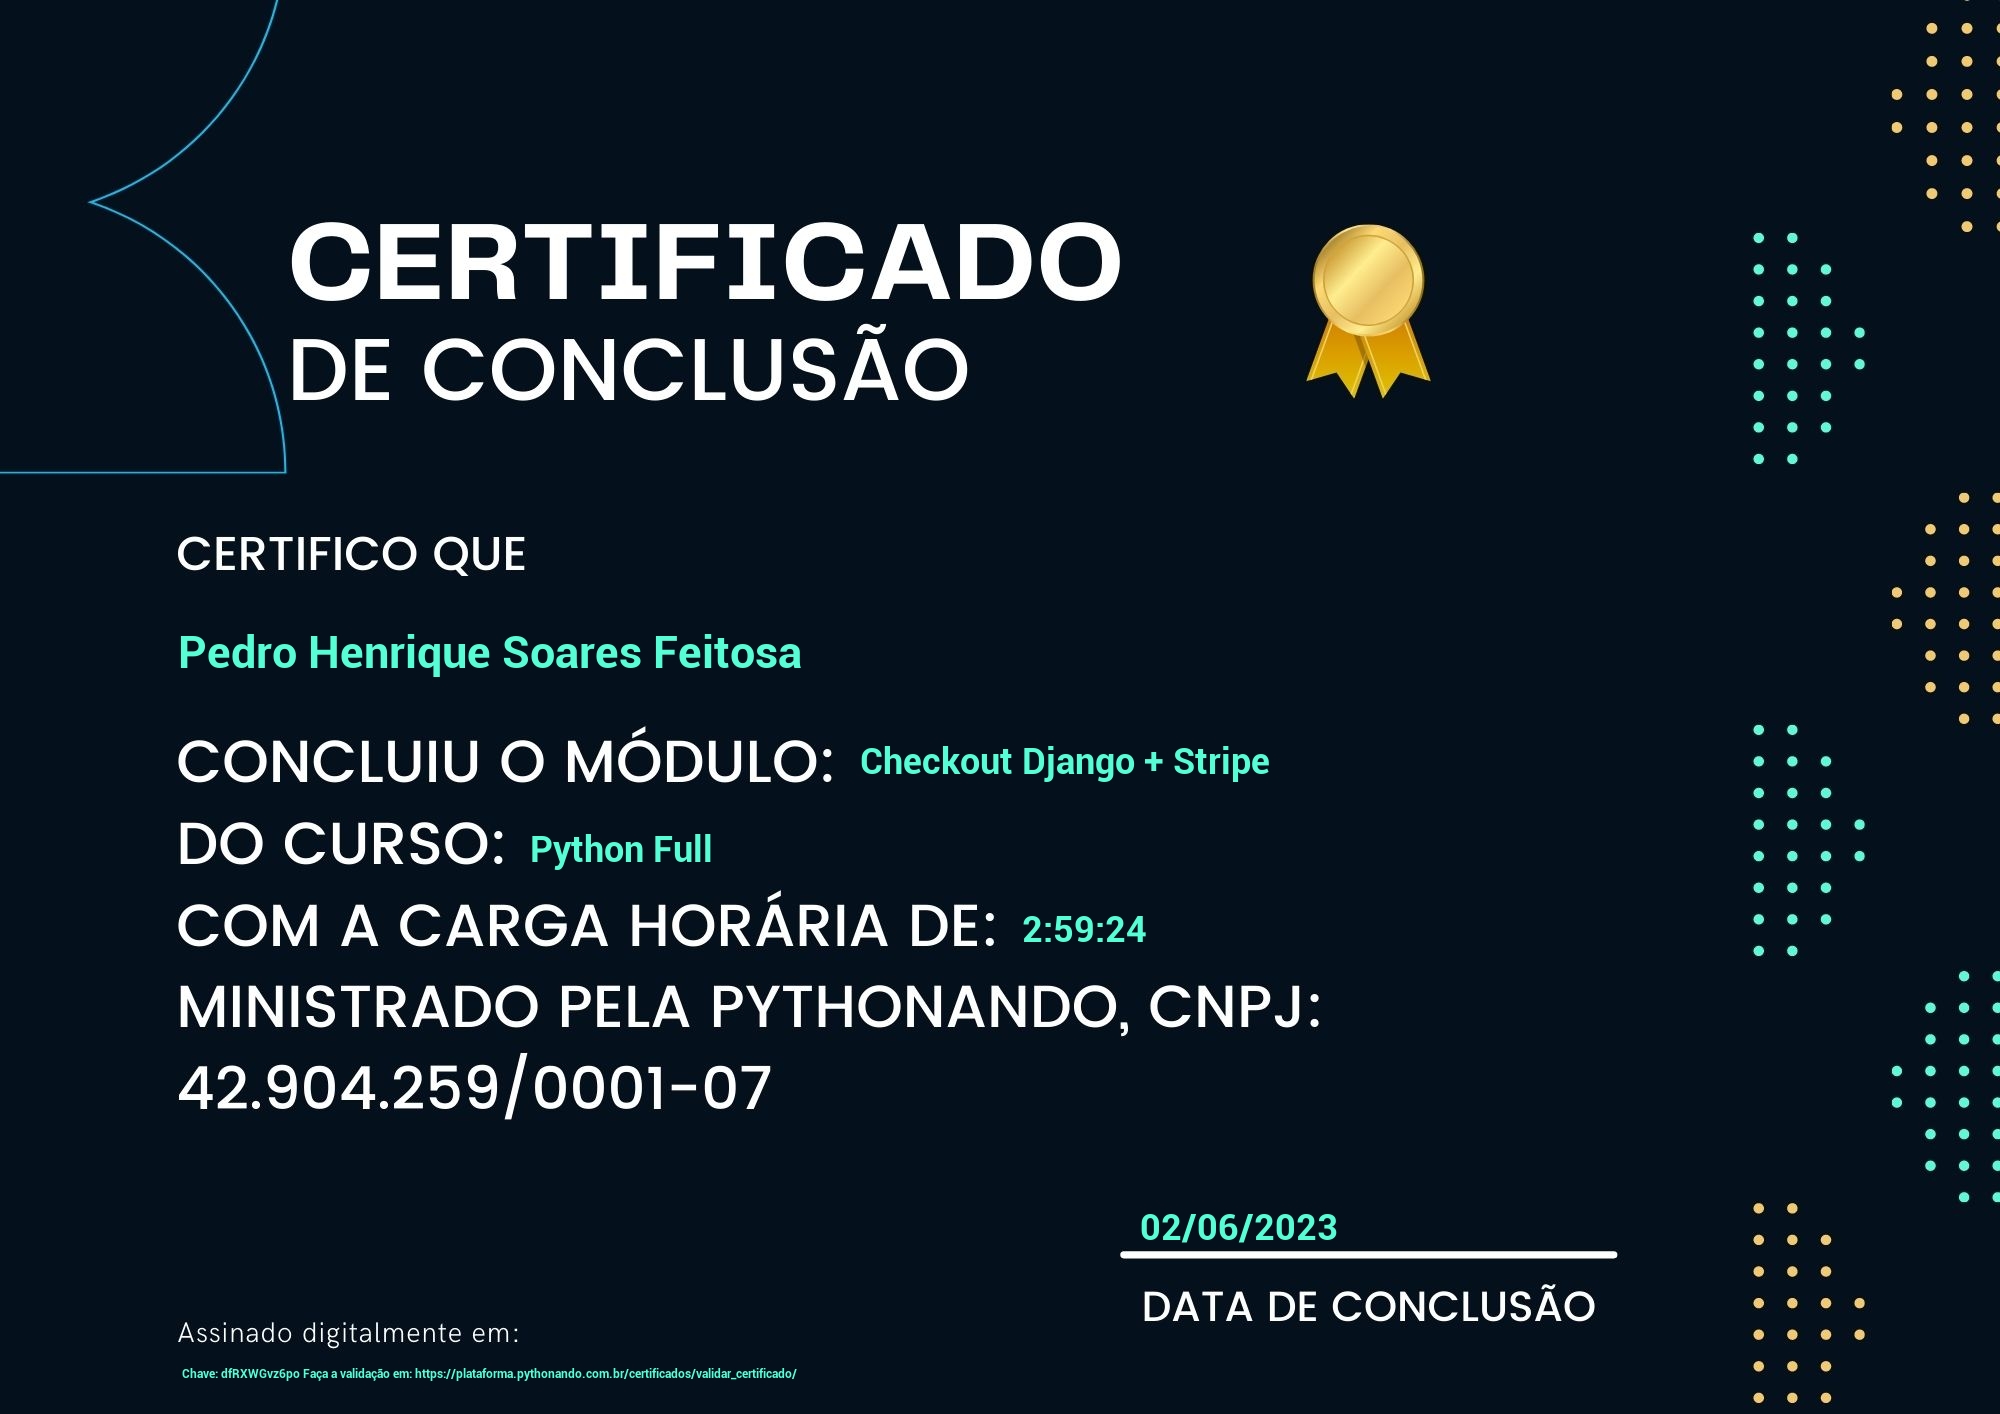 CERTIFICADO
DE CONCLUSÃO
CERTIFICO QUE
Pedro Henrique Soares Feitosa
CONCLUIU O MÓDULO: Checkout Django + Stripe
DO CURSO: Python Full
COM A CARGA HORÁRIA DE: 2:59:24
MINISTRADO PELA PYTHONANDO, CNPJ:
42.904.259/0001-07
02/06/2023
DATA DE CONCLUSÃO
Assinado digitalmente em:
Chave: dfRXWGvz6po Faça a validação em: https://plataforma.pythonando.com.br/certificados/validar_certificado/